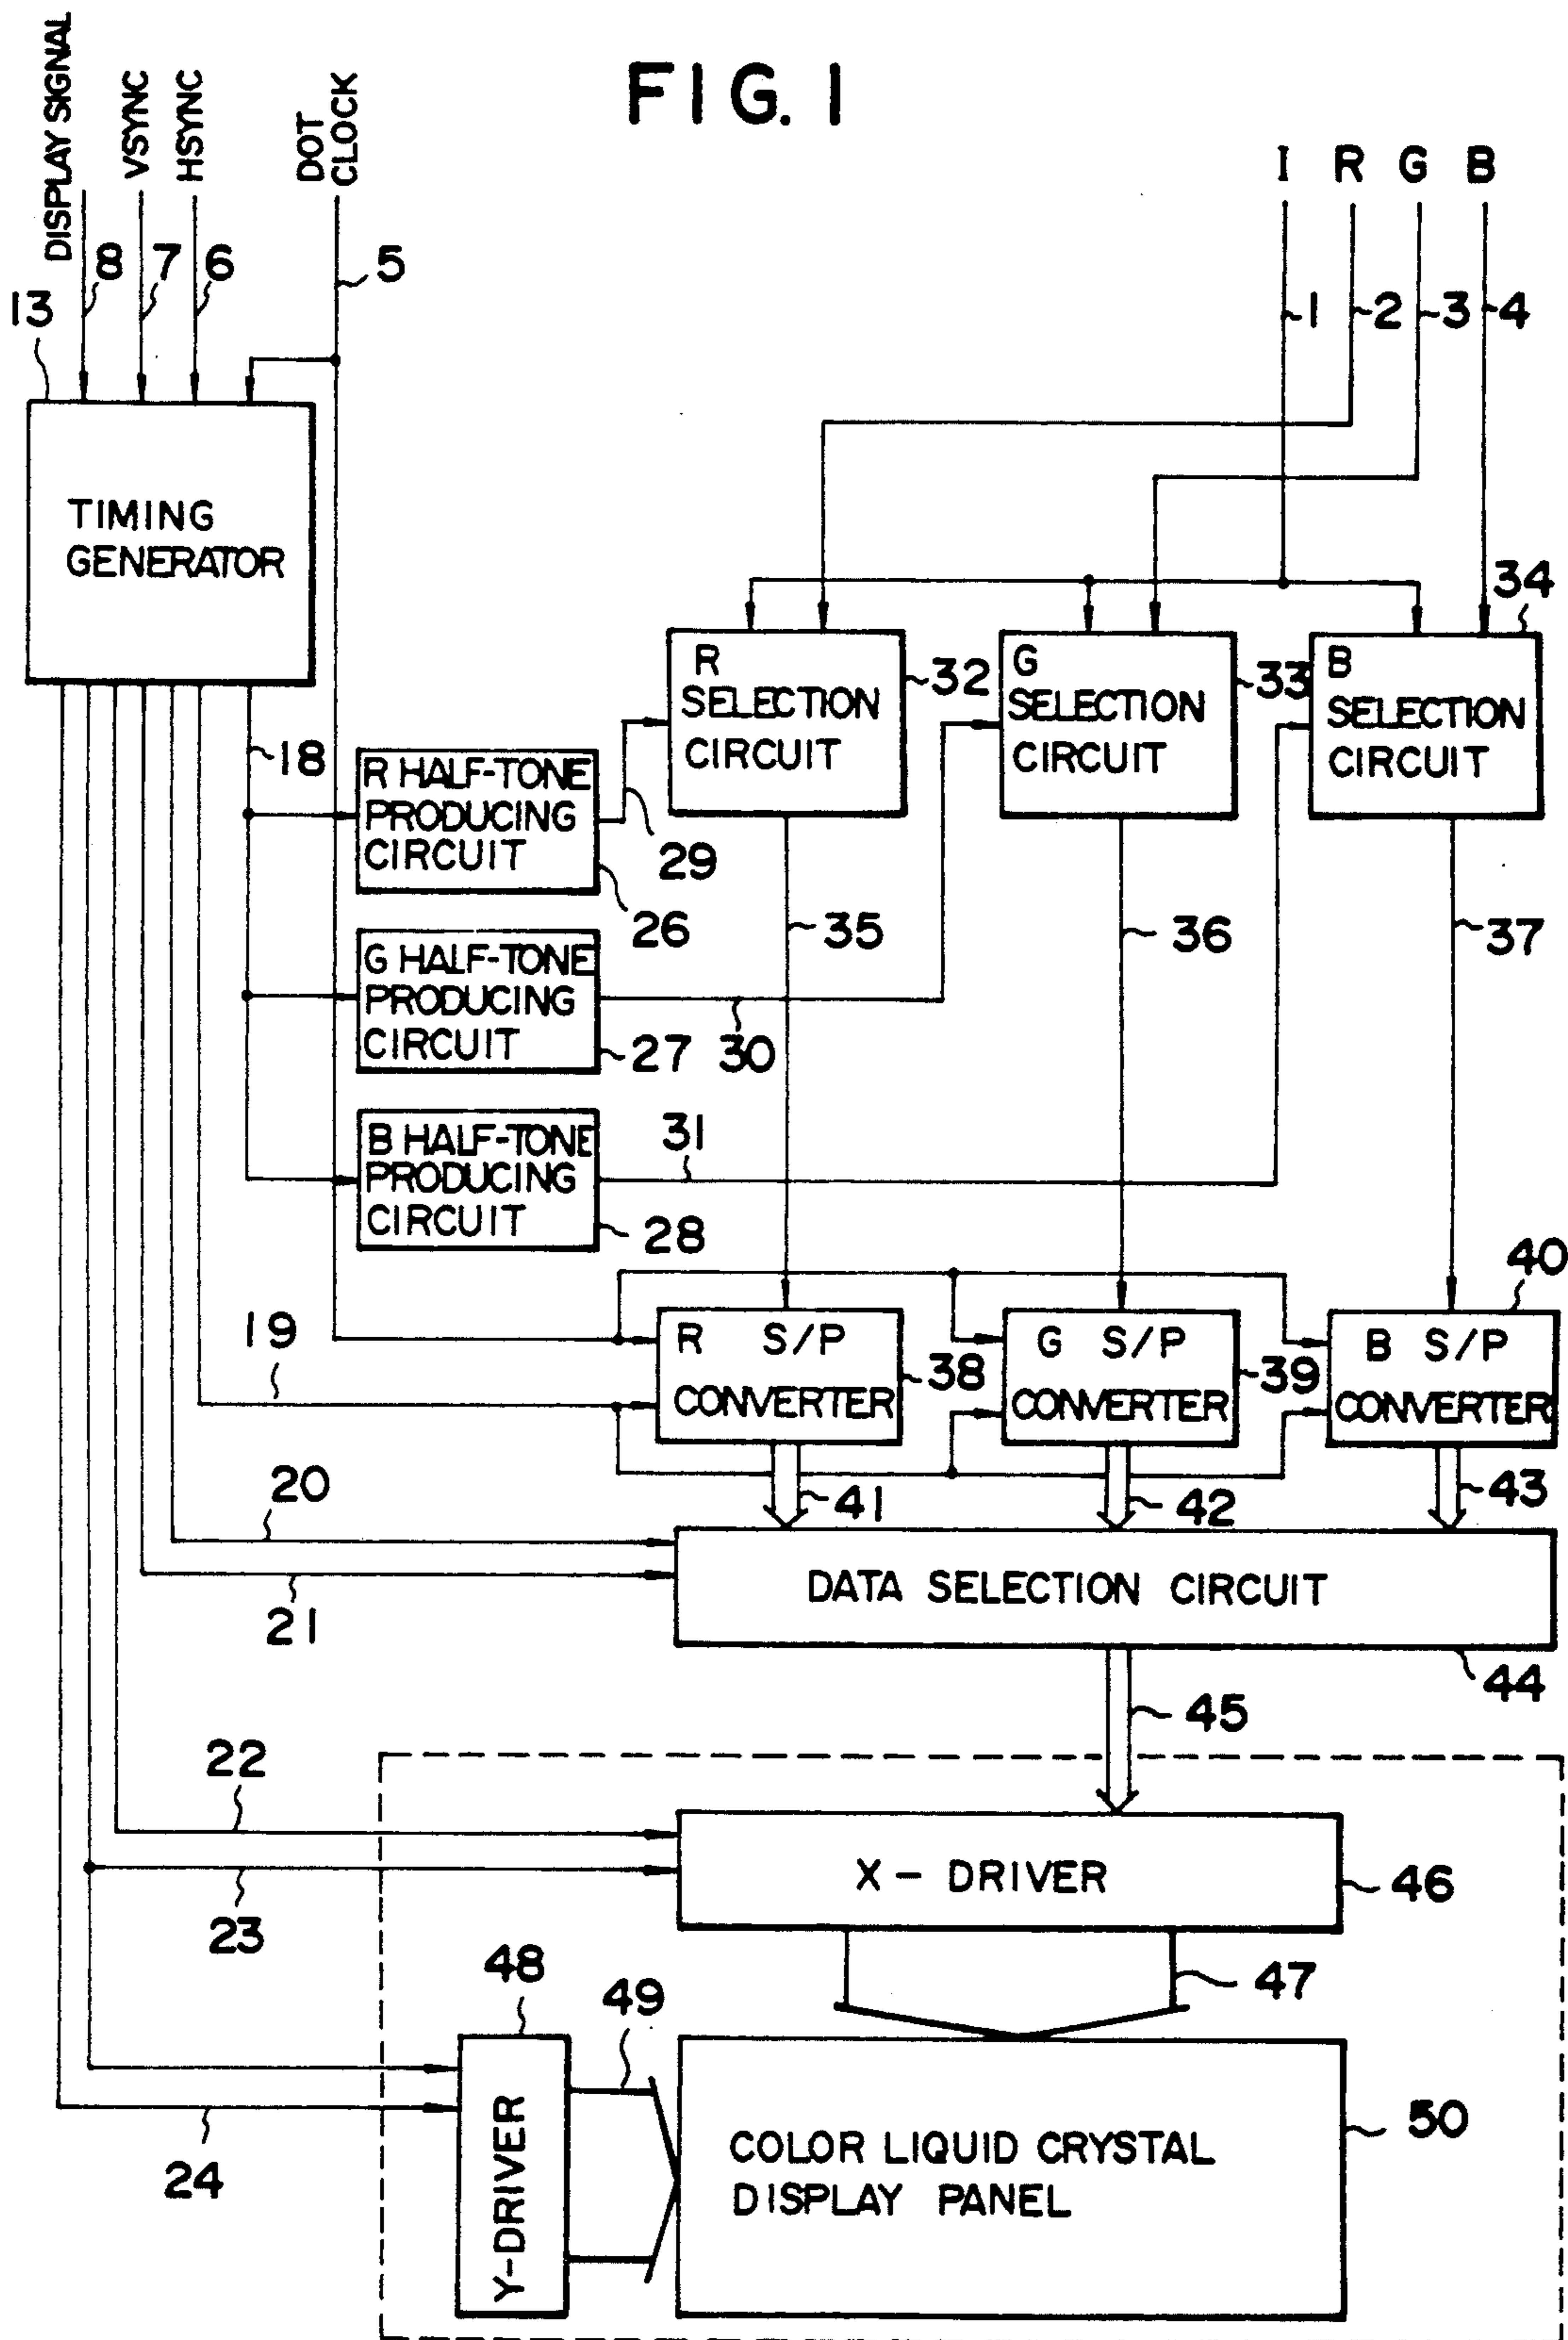 FIG. 1
DISPLAY SIGNAL
VSYNC
HSYNC
DOT
CLOCK
I R G B
8 7 6 5
1 2 3 4
13
TIMING
GENERATOR
34
R
SELECTION
CIRCUIT
32
G
SELECTION
CIRCUIT
33
B
SELECTION
CIRCUIT
18
R HALF-TONE
PRODUCING
CIRCUIT
29
26
35
36
37
G HALF-TONE
PRODUCING
CIRCUIT
27
30
B HALF-TONE
PRODUCING
CIRCUIT
31
28
40
19
R S/P
CONVERTER
38
G S/P
CONVERTER
39
B S/P
CONVERTER
20
41
42
43
21
DATA SELECTION CIRCUIT
44
45
22
X-DRIVER
46
23
48
49
47
Y-DRIVER
24
COLOR LIQUID CRYSTAL
DISPLAY PANEL
50